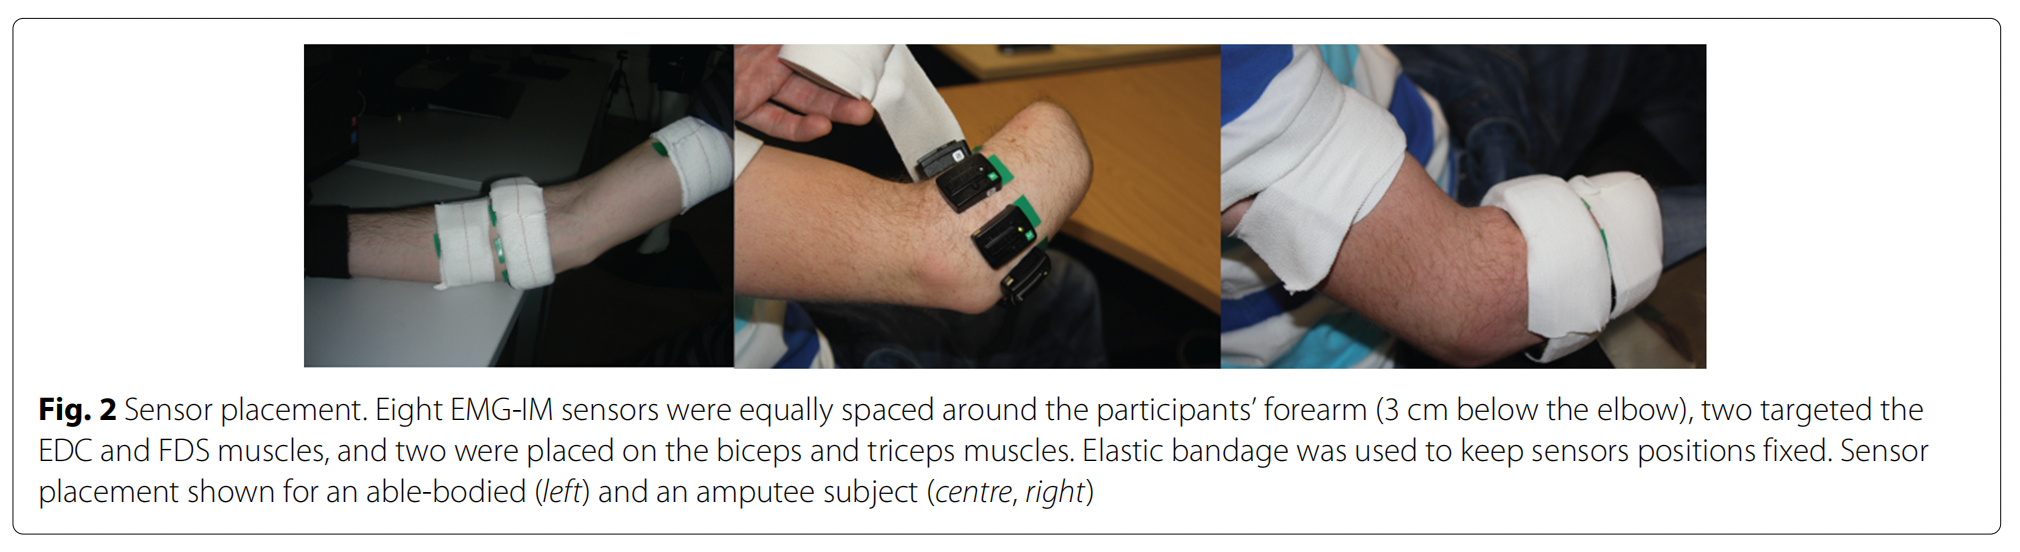 Fig. 2 Sensor placement. Eight EMG-IM sensors were equally spaced around the participants’ forearm (3 cm below the elbow), two targeted the
EDC and FDS muscles, and two were placed on the biceps and triceps muscles. Elastic bandage was used to keep sensors positions fixed. Sensor
placement shown for an able-bodied (left) and an amputee subject (centre, right)